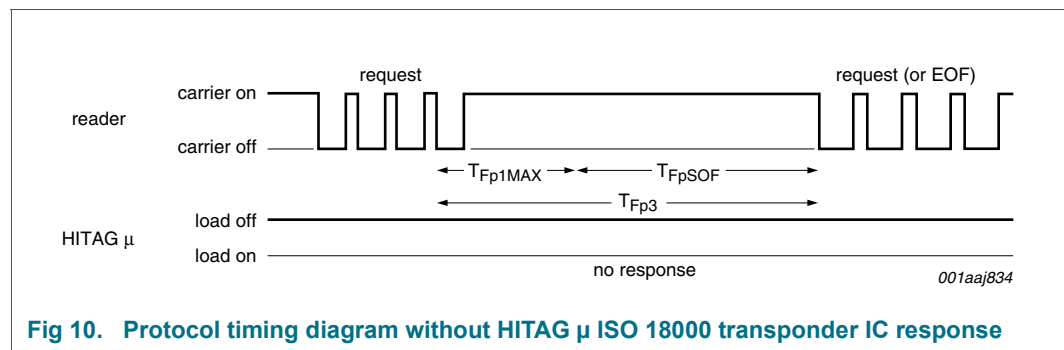 request
request (or EOF)
carrier on
reader
carrier off
TFp1MAX
TFpSOF
TFp3
load off
HITAG µ
load on
no response
001aaj834
Fig 10. Protocol timing diagram without HITAG µ ISO 18000 transponder IC response